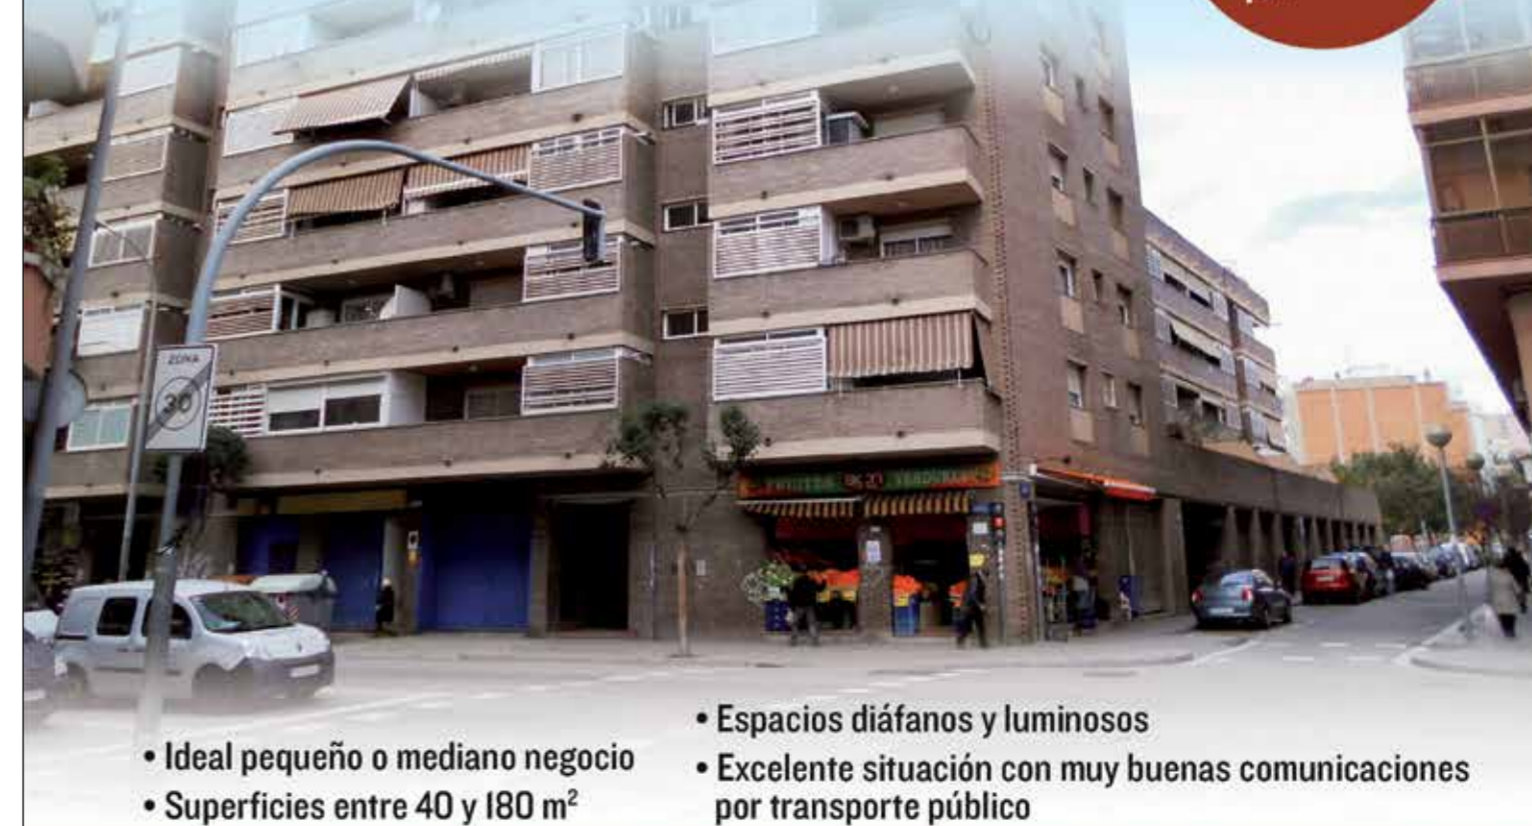 ZONA
30
• Ideal pequeño o mediano negocio
• Superficies entre 40 y 180 m²
• Espacios diáfanos y luminosos
• Excelente situación con muy buenas comunicaciones
por transporte público